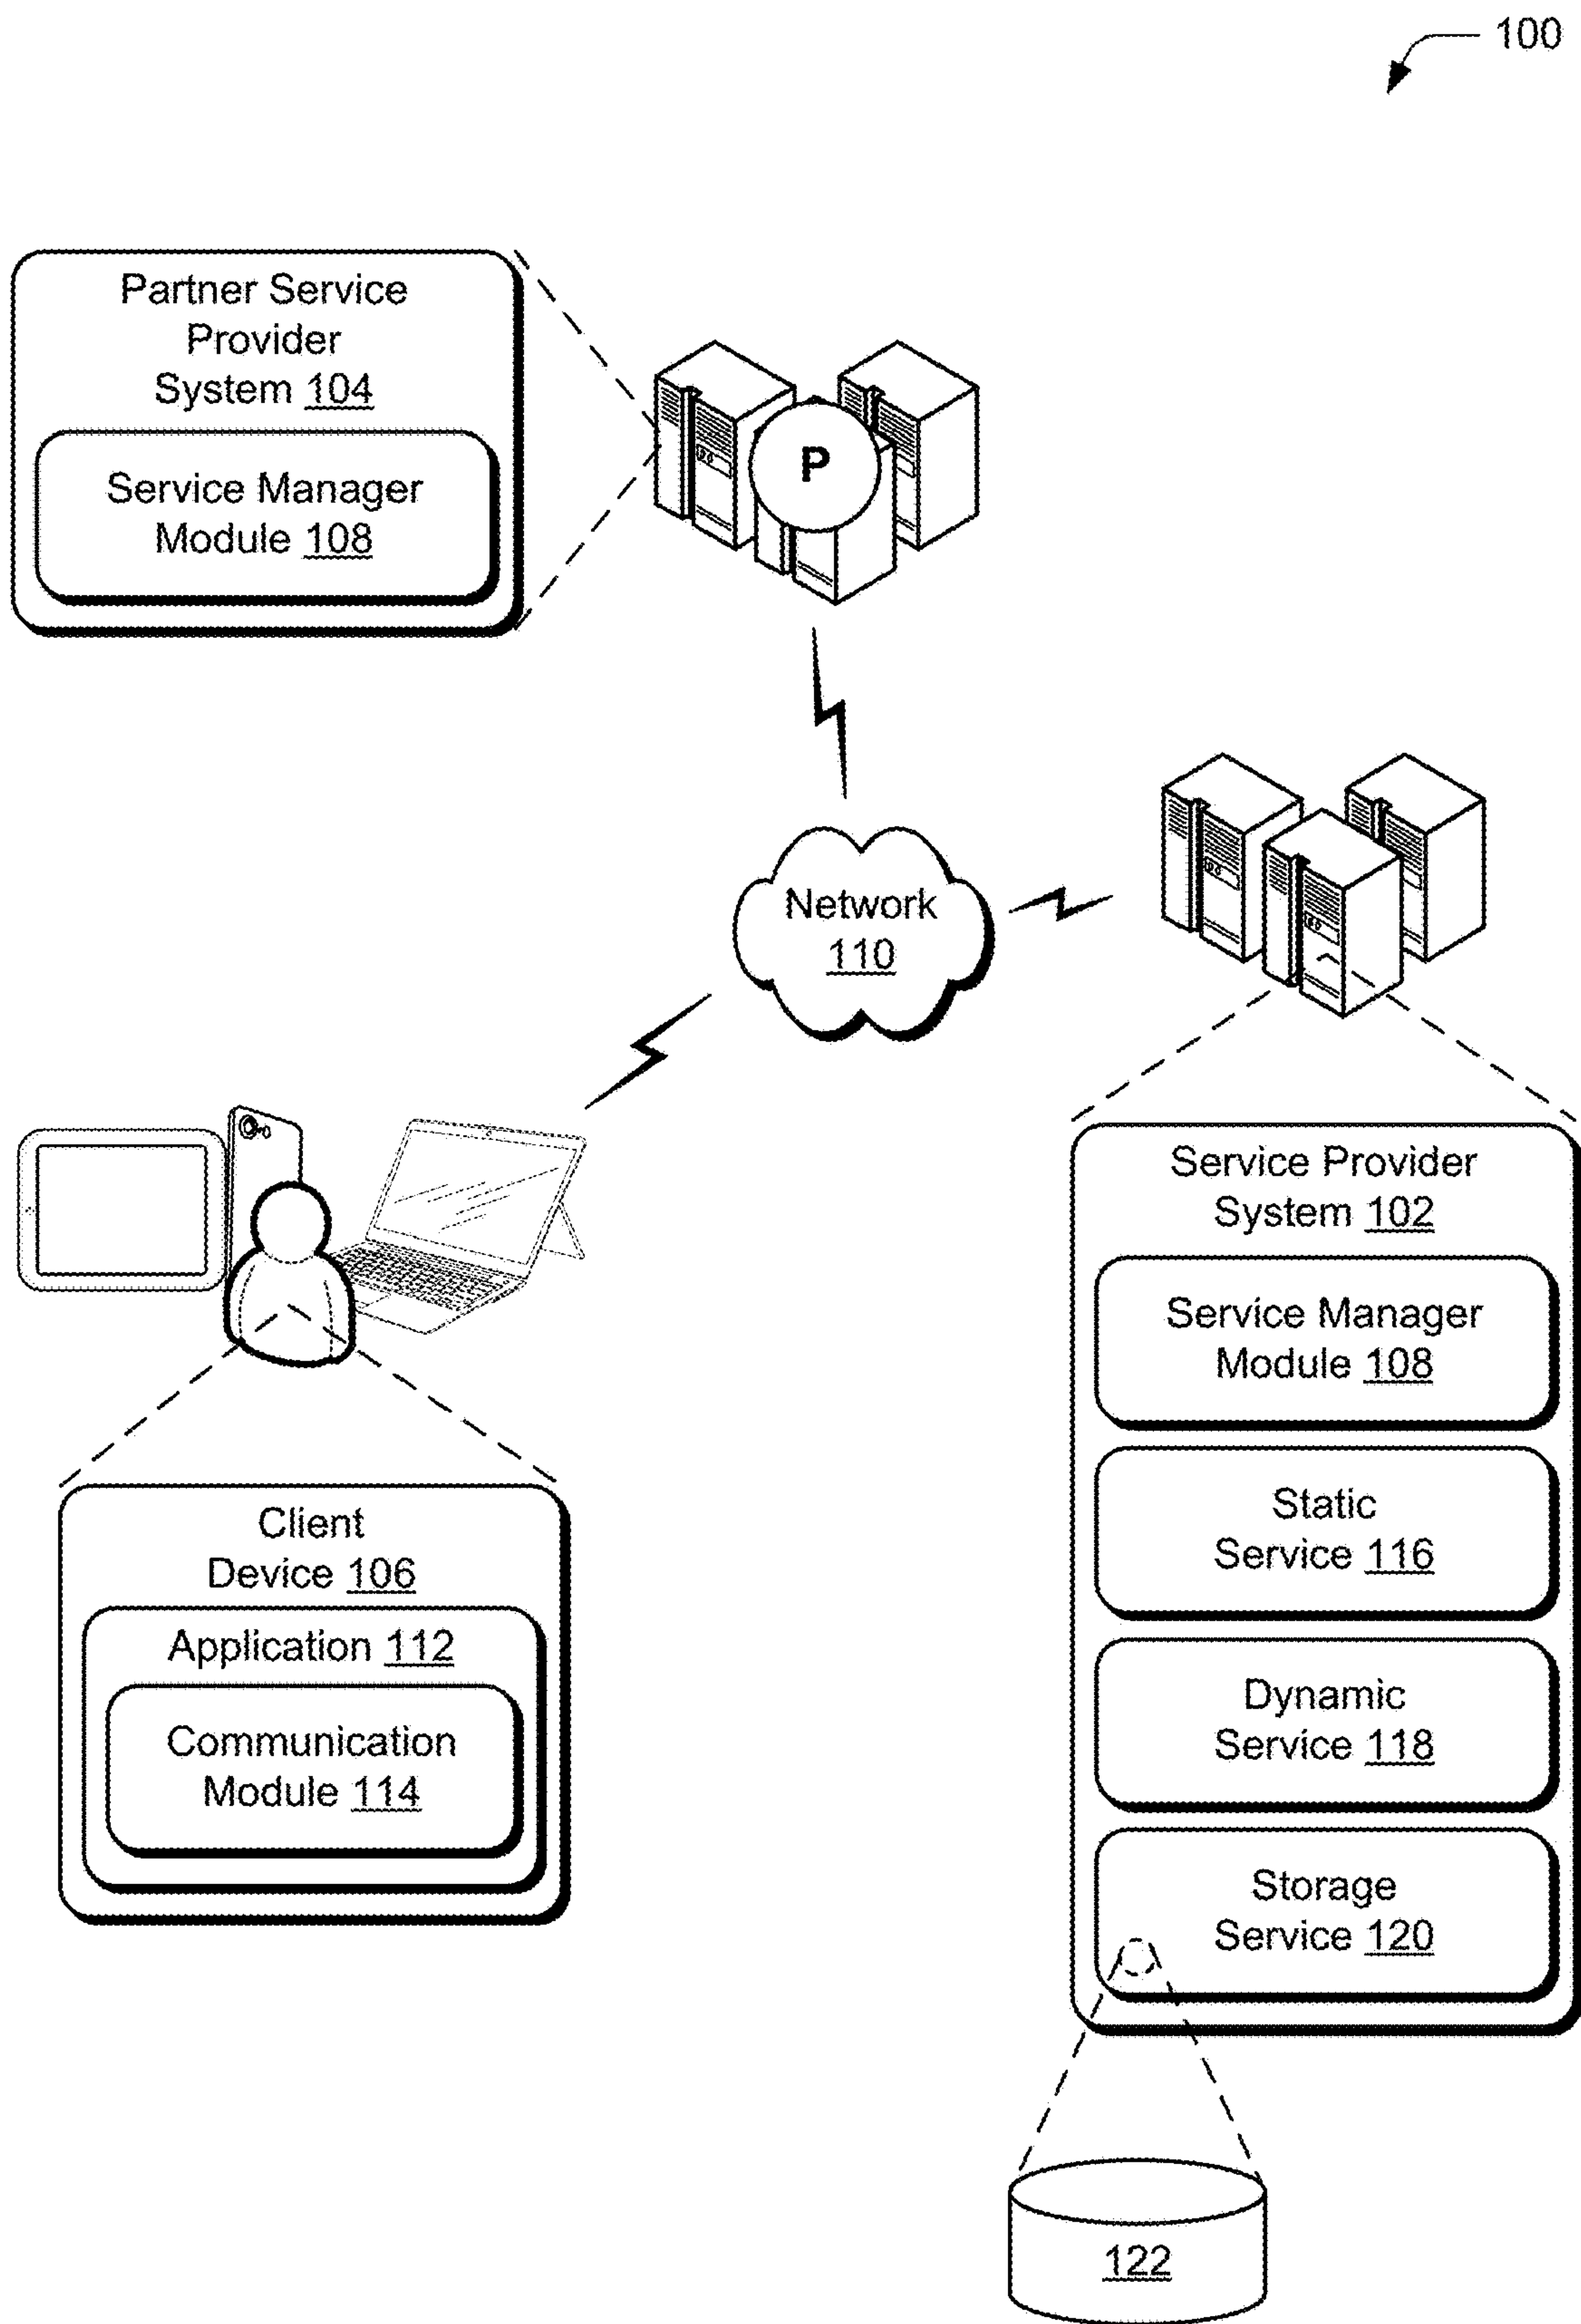 100
Partner Service
Provider
System 104
Service Manager
Module 108
P
Network
110
Service Provider
System 102
Service Manager
Module 108
Static
Service 116
Dynamic
Service 118
Storage
Service 120
122
Client
Device 106
Application 112
Communication
Module 114